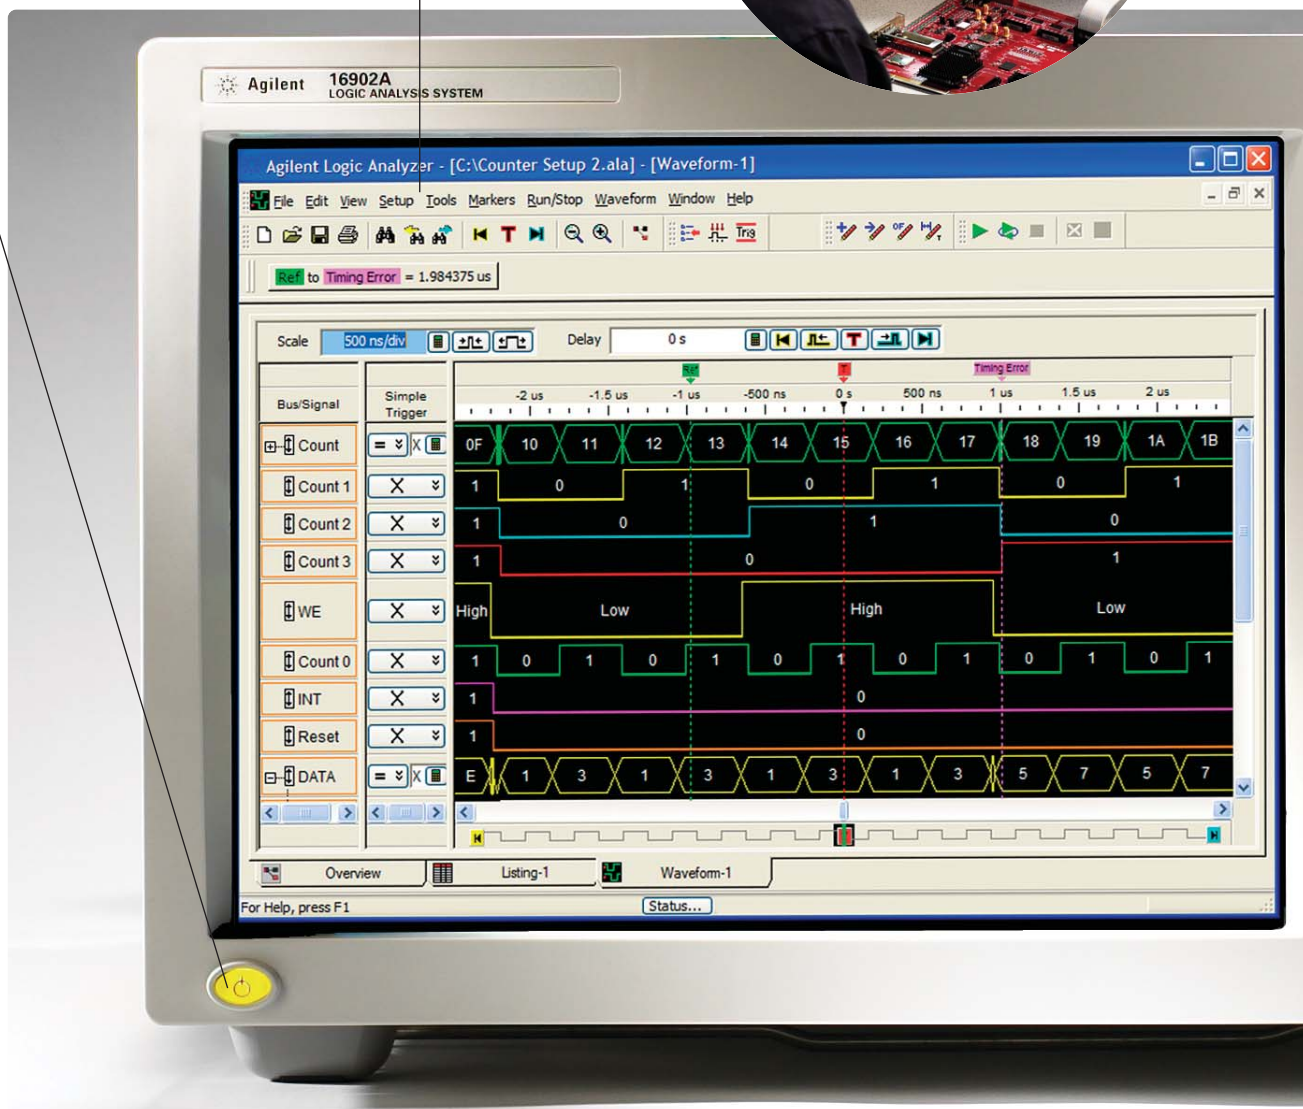 Agilent 16902A
LOGIC ANALYSIS SYSTEM
Agilent Logic Analyzer - [C:\Counter Setup 2.ala] - [Waveform-1]
File Edit View Setup Tools Markers Run/Stop Waveform Window Help
T Trig
Ref to Timing Error = 1.984375 us
Scale 500 ns/div Delay 0 s T
Ref T Timing Error
Bus/Signal Simple Trigger -2 us -1.5 us -1 us -500 ns 0 s 500 ns 1 us 1.5 us 2 us
Count = X 0F 10 11 12 13 14 15 16 17 18 19 1A 1B
Count 1 X 1 0 1 0 1 0 1
Count 2 X 1 0 1 0
Count 3 X 1 0 1
WE X High Low High Low
Count 0 X 1 0 1 0 1 0 1 0 1 0 1 0 1
INT X 1 0
Reset X 1 0
DATA = X E 1 3 1 3 1 3 1 3 5 7 5 7
Overview Listing-1 Waveform-1
For Help, press F1 Status...